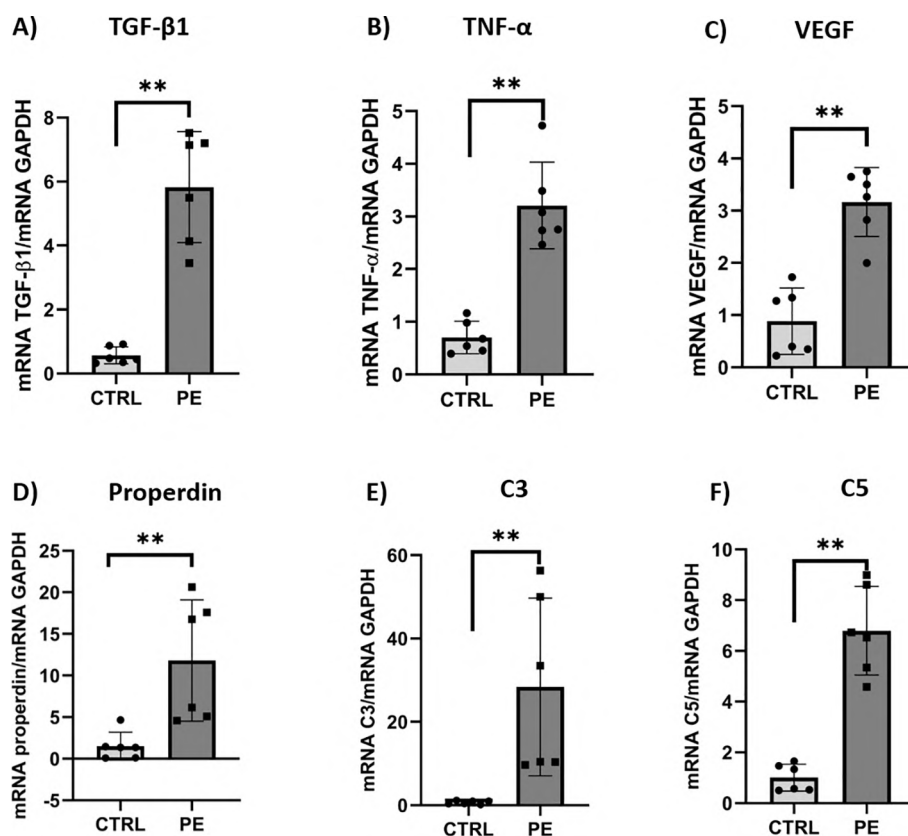 A) TGF-β1
**
mRNA TGF-β1/mRNA GAPDH
8
6
4
2
0
CTRL PE
B) TNF-α
**
mRNA TNF-α/mRNA GAPDH
5
4
3
2
1
0
CTRL PE
C) VEGF
**
mRNA VEGF/mRNA GAPDH
5
4
3
2
1
0
CTRL PE
D) Properdin
**
mRNA properdin/mRNA GAPDH
25
20
15
10
5
0
-5
CTRL PE
E) C3
**
mRNA C3/mRNA GAPDH
60
40
20
0
CTRL PE
F) C5
**
mRNA C5/mRNA GAPDH
10
8
6
4
2
0
CTRL PE